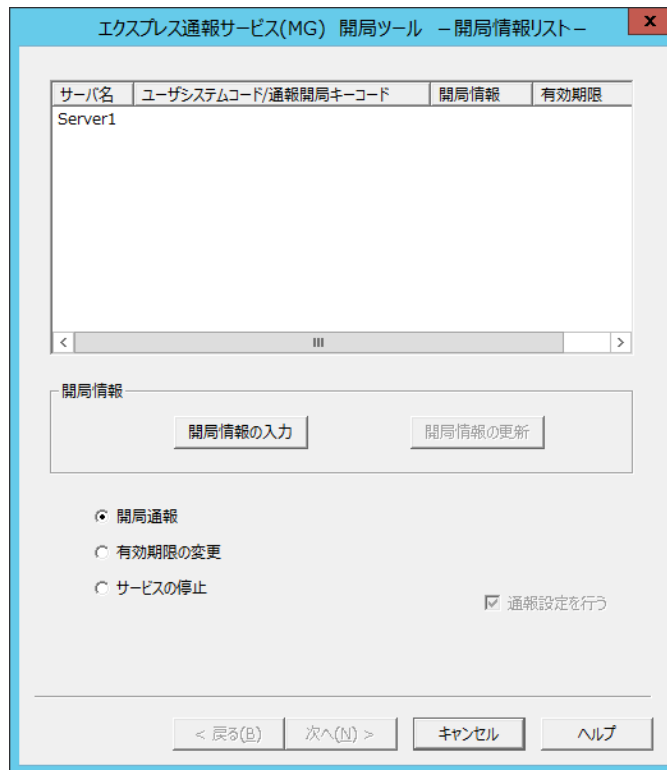 エクスプレス通報サービス(MG) 開局ツール －開局情報リスト－
x
サーバ名 ユーザシステムコード/通報開局キーコード 開局情報 有効期限
Server1
開局情報
開局情報の入力 開局情報の更新
開局通報
有効期限の変更
サービスの停止
通報設定を行う
< 戻る(B) 次へ(N) > キャンセル ヘルプ